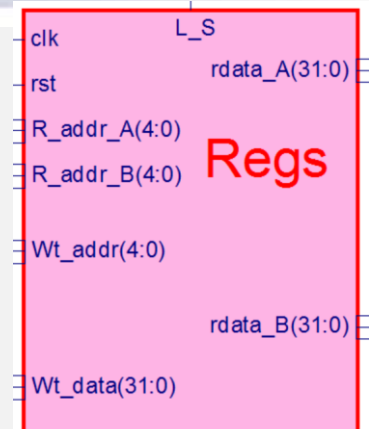 L_S
clk
rdata_A(31:0)
rst
R_addr_A(4:0)
Regs
R_addr_B(4:0)
Wt_addr(4:0)
rdata_B(31:0)
Wt_data(31:0)